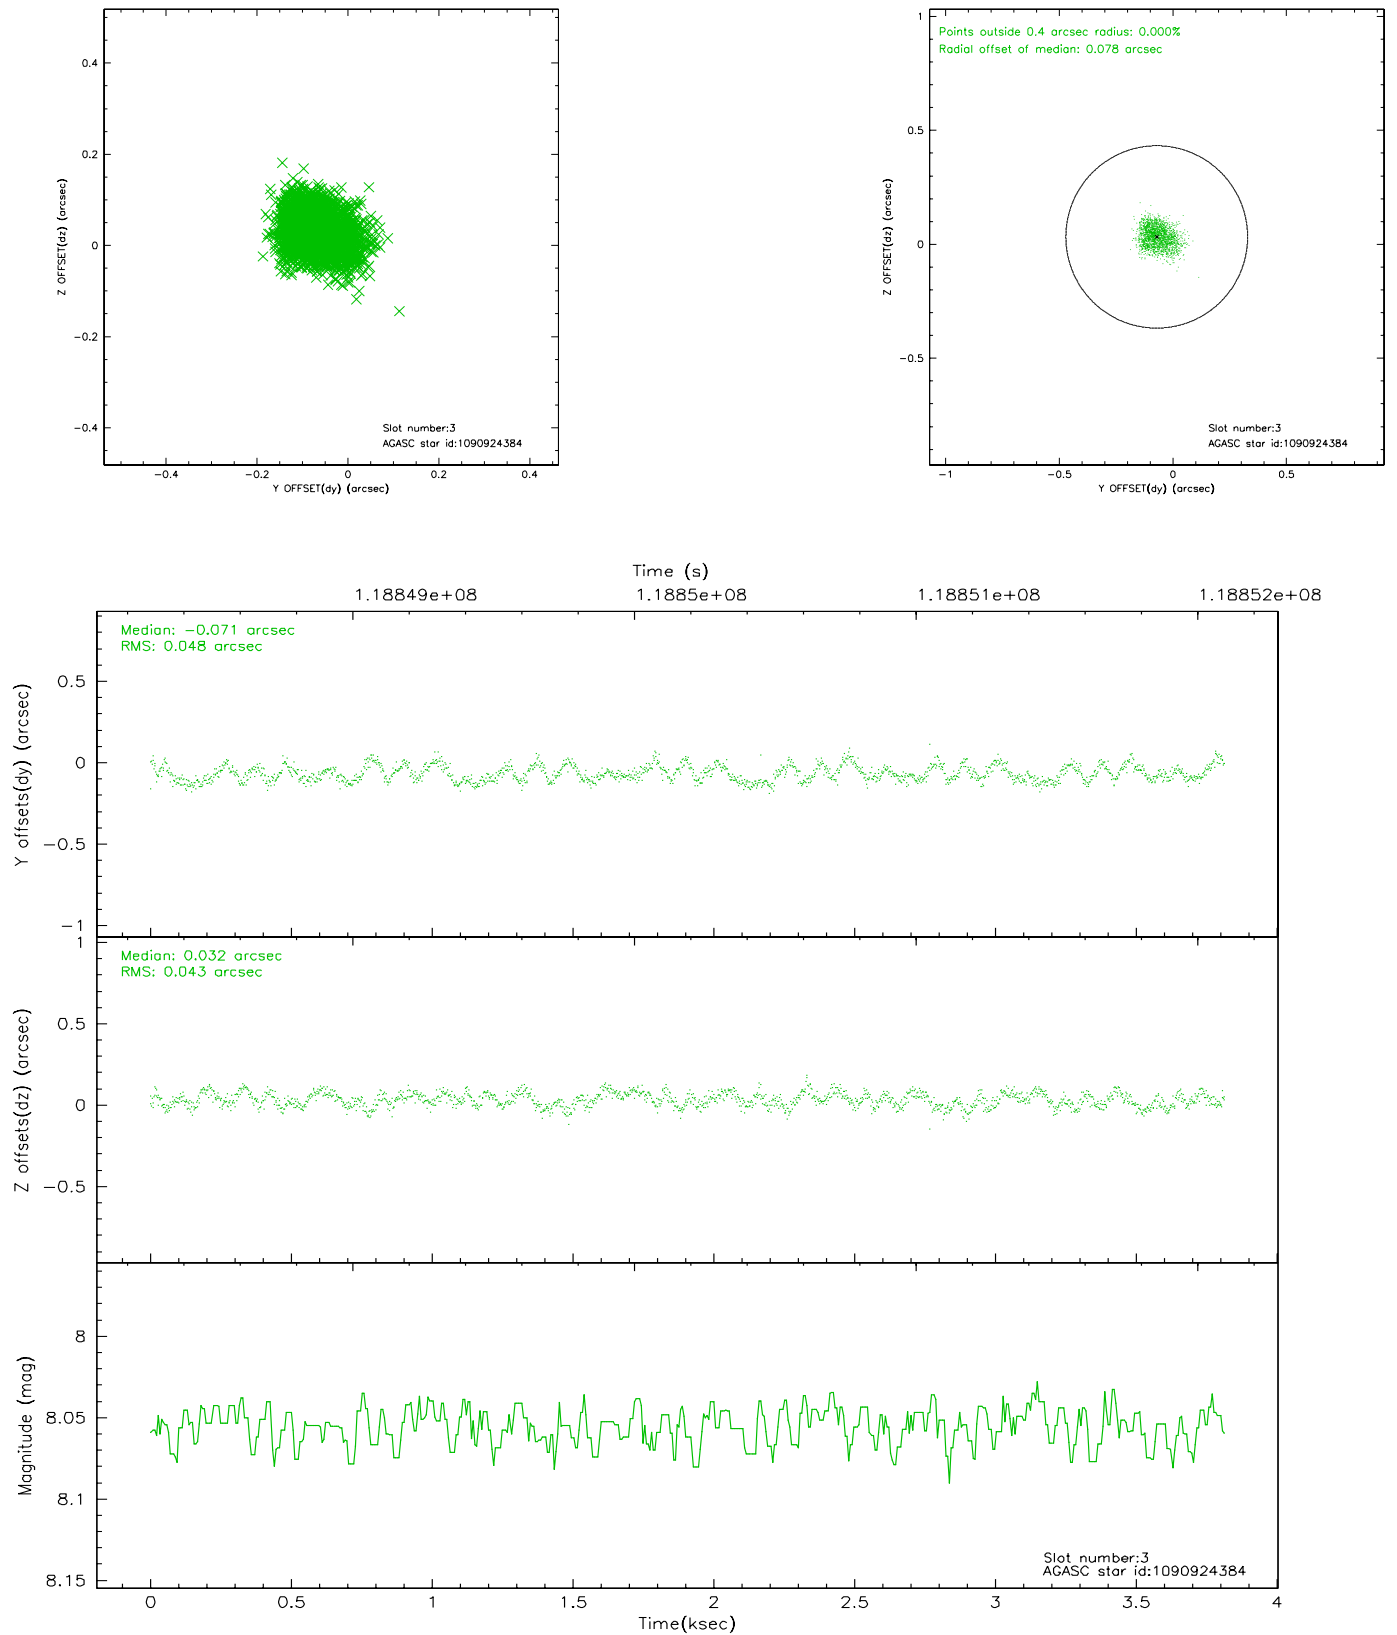 0.4
0.2
0
−0.2
−0.4
Z OFFSET(dz) (arcsec)
Slot number:3
AGASC star id:1090924384
−0.4 −0.2 0 0.2 0.4
Y OFFSET(dy) (arcsec)
Points outside 0.4 arcsec radius: 0.000%
Radial offset of median: 0.078 arcsec
1
0.5
0
−0.5
Z OFFSET(dz) (arcsec)
Slot number:3
AGASC star id:1090924384
−1 −0.5 0 0.5
Y OFFSET(dy) (arcsec)
Time (s)
1.18849e+08 1.1885e+08 1.18851e+08 1.18852e+08
Median: −0.071 arcsec
RMS: 0.048 arcsec
0.5
0
−0.5
−1
Y offsets(dy) (arcsec)
Median: 0.032 arcsec
RMS: 0.043 arcsec
1
0.5
0
−0.5
Z offsets(dz) (arcsec)
8
8.05
8.1
8.15
Magnitude (mag)
Slot number:3
AGASC star id:1090924384
0 0.5 1 1.5 2 2.5 3 3.5 4
Time(ksec)